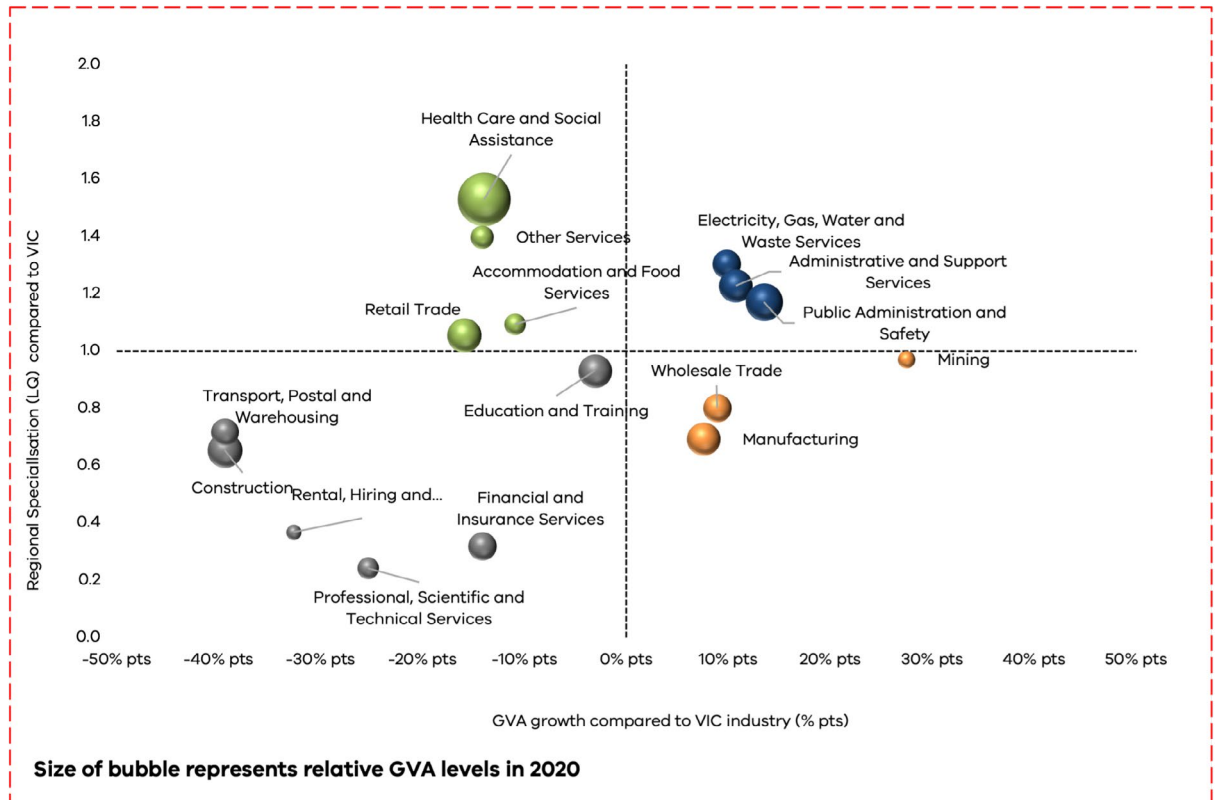 2.0
Health Care and Social
Assistance
1.8
1.6
Electricity, Gas, Water and
Waste Services
1.4
Other Services
Administrative and Support
Services
Accommodation and Food
Services
1.2
Retail Trade
Public Administration and
Safety
1.0
Mining
Wholesale Trade
Transport, Postal and
Warehousing
Education and Training
0.8
Manufacturing
0.6
Construction
Rental, Hiring and...
Financial and
Insurance Services
0.4
0.2
Professional, Scientific and
Technical Services
0.0
Regional Speciallisation (LQ) compared to VIC
-50% pts -40% pts -30% pts -20% pts -10% pts 0% pts 10% pts 20% pts 30% pts 40% pts 50% pts
GVA growth compared to VIC industry (% pts)
Size of bubble represents relative GVA levels in 2020